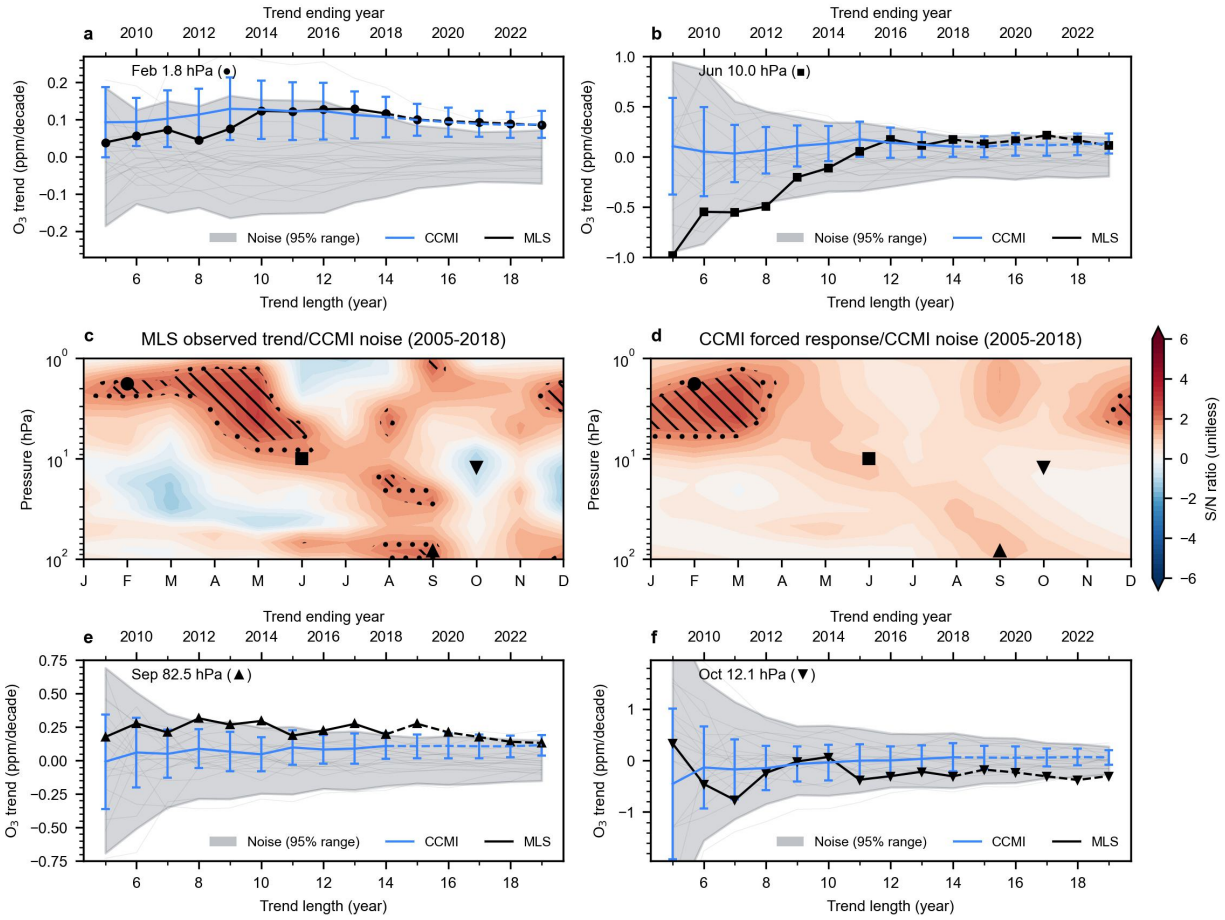 Trend ending year
2010 2012 2014 2016 2018 2020 2022
a
Feb 1.8 hPa (●)
O₃ trend (ppm/decade)
0.2
0.1
0.0
−0.1
−0.2
Noise (95% range) CCMI MLS
6 8 10 12 14 16 18
Trend length (year)
Trend ending year
2010 2012 2014 2016 2018 2020 2022
b
Jun 10.0 hPa (■)
O₃ trend (ppm/decade)
1.0
0.5
0.0
−0.5
−1.0
Noise (95% range) CCMI MLS
6 8 10 12 14 16 18
Trend length (year)
c MLS observed trend/CCMI noise (2005-2018)
Pressure (hPa)
10⁰
10¹
10²
J F M A M J J A S O N D
d CCMI forced response/CCMI noise (2005-2018)
Pressure (hPa)
10⁰
10¹
10²
J F M A M J J A S O N D
6
4
2
0
−2
−4
−6
S/N ratio (unitless)
Trend ending year
2010 2012 2014 2016 2018 2020 2022
e
Sep 82.5 hPa (▲)
O₃ trend (ppm/decade)
0.75
0.50
0.25
0.00
−0.25
−0.50
−0.75
Noise (95% range) CCMI MLS
6 8 10 12 14 16 18
Trend length (year)
Trend ending year
2010 2012 2014 2016 2018 2020 2022
f
Oct 12.1 hPa (▼)
O₃ trend (ppm/decade)
1
0
−1
Noise (95% range) CCMI MLS
6 8 10 12 14 16 18
Trend length (year)